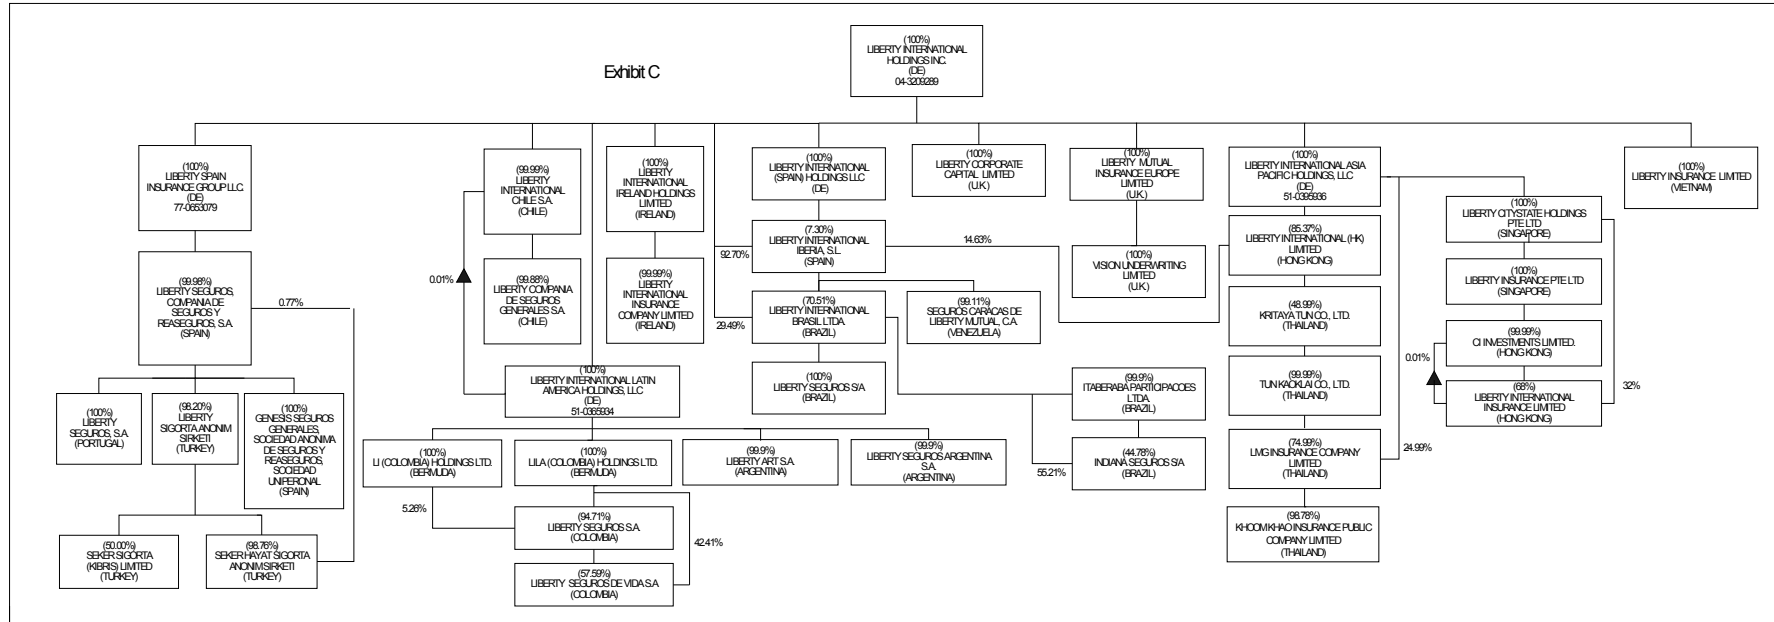 Exhibit C
(100%)
LIBERTY INTERNATIONAL
HOLDINGS INC.
(DE)
04-3209289
(100%)
LIBERTY SPAIN
INSURANCE GROUP LLC.
(DE)
77-0653079
(99.98%)
LIBERTY SEGUROS,
COMPANIA DE
SEGUROS Y
REASEGUROS, S.A.
(SPAIN)
0.77%
(100%)
LIBERTY
SEGUROS, S.A.
(PORTUGAL)
(98.20%)
LIBERTY
SIGORTA ANONIM
SIRKETI
(TURKEY)
(100%)
GENESIS SEGUROS
GENERALES,
SOCIEDAD ANONIMA
DE SEGUROS Y
REASEGUROS,
SOCIEDAD
UNIPERONAL
(SPAIN)
(50.00%)
SEKER SIGORTA
(KIBRIS) LIMITED
(TURKEY)
(98.76%)
SEKER HAYAT SIGORTA
ANONIM SIRKETI
(TURKEY)
(99.99%)
LIBERTY
INTERNATIONAL
CHILE S.A.
(CHILE)
0.01%
(99.88%)
LIBERTY COMPANIA
DE SEGUROS
GENERALES S.A.
(CHILE)
(100%)
LIBERTY
INTERNATIONAL
IRELAND HOLDINGS
LIMITED
(IRELAND)
(99.99%)
LIBERTY
INTERNATIONAL
INSURANCE
COMPANY LIMITED
(IRELAND)
(100%)
LIBERTY INTERNATIONAL LATIN
AMERICA HOLDINGS, LLC
(DE)
51-0365934
(100%)
LI (COLOMBIA) HOLDINGS LTD.
(BERMUDA)
5.26%
(100%)
LILA (COLOMBIA) HOLDINGS LTD.
(BERMUDA)
(99.9%)
LIBERTY ART S.A.
(ARGENTINA)
(99.9%)
LIBERTY SEGUROS ARGENTINA
S.A.
(ARGENTINA)
(94.71%)
LIBERTY SEGUROS S.A.
(COLOMBIA)
42.41%
(57.59%)
LIBERTY SEGUROS DE VIDA S.A
(COLOMBIA)
(100%)
LIBERTY INTERNATIONAL
(SPAIN) HOLDINGS LLC
(DE)
92.70%
(7.30%)
LIBERTY INTERNATIONAL
IBERIA, S.L.
(SPAIN)
14.63%
29.49%
(70.51%)
LIBERTY INTERNATIONAL
BRASIL LTDA.
(BRAZIL)
(99.11%)
SEGUROS CARACAS DE
LIBERTY MUTUAL, C.A.
(VENEZUELA)
(100%)
LIBERTY SEGUROS S/A
(BRAZIL)
(99.9%)
ITABERABA PARTICIPACOES
LTDA.
(BRAZIL)
55.21%
(44.78%)
INDIANA SEGUROS S/A
(BRAZIL)
(100%)
LIBERTY CORPORATE
CAPITAL LIMITED
(U.K.)
(100%)
LIBERTY MUTUAL
INSURANCE EUROPE
LIMITED
(U.K.)
(100%)
VISION UNDERWRITING
LIMITED
(U.K.)
(100%)
LIBERTY INTERNATIONAL ASIA
PACIFIC HOLDINGS, LLC
(DE)
51-0395936
(85.37%)
LIBERTY INTERNATIONAL (HK)
LIMITED
(HONG KONG)
(48.99%)
KRITAYA TUN CO., LTD.
(THAILAND)
(99.99%)
TUN KAOKLAI CO., LTD.
(THAILAND)
(74.99%)
LMG INSURANCE COMPANY
LIMITED
(THAILAND)
24.99%
(98.78%)
KHOOM KHAO INSURANCE PUBLIC
COMPANY LIMITED
(THAILAND)
(100%)
LIBERTY CITYSTATE HOLDINGS
PTE LTD
(SINGAPORE)
(100%)
LIBERTY INSURANCE PTE LTD
(SINGAPORE)
(99.99%)
CI INVESTMENTS LIMITED.
(HONG KONG)
0.01%
(68%)
LIBERTY INTERNATIONAL
INSURANCE LIMITED
(HONG KONG)
32%
(100%)
LIBERTY INSURANCE LIMITED
(VIETNAM)